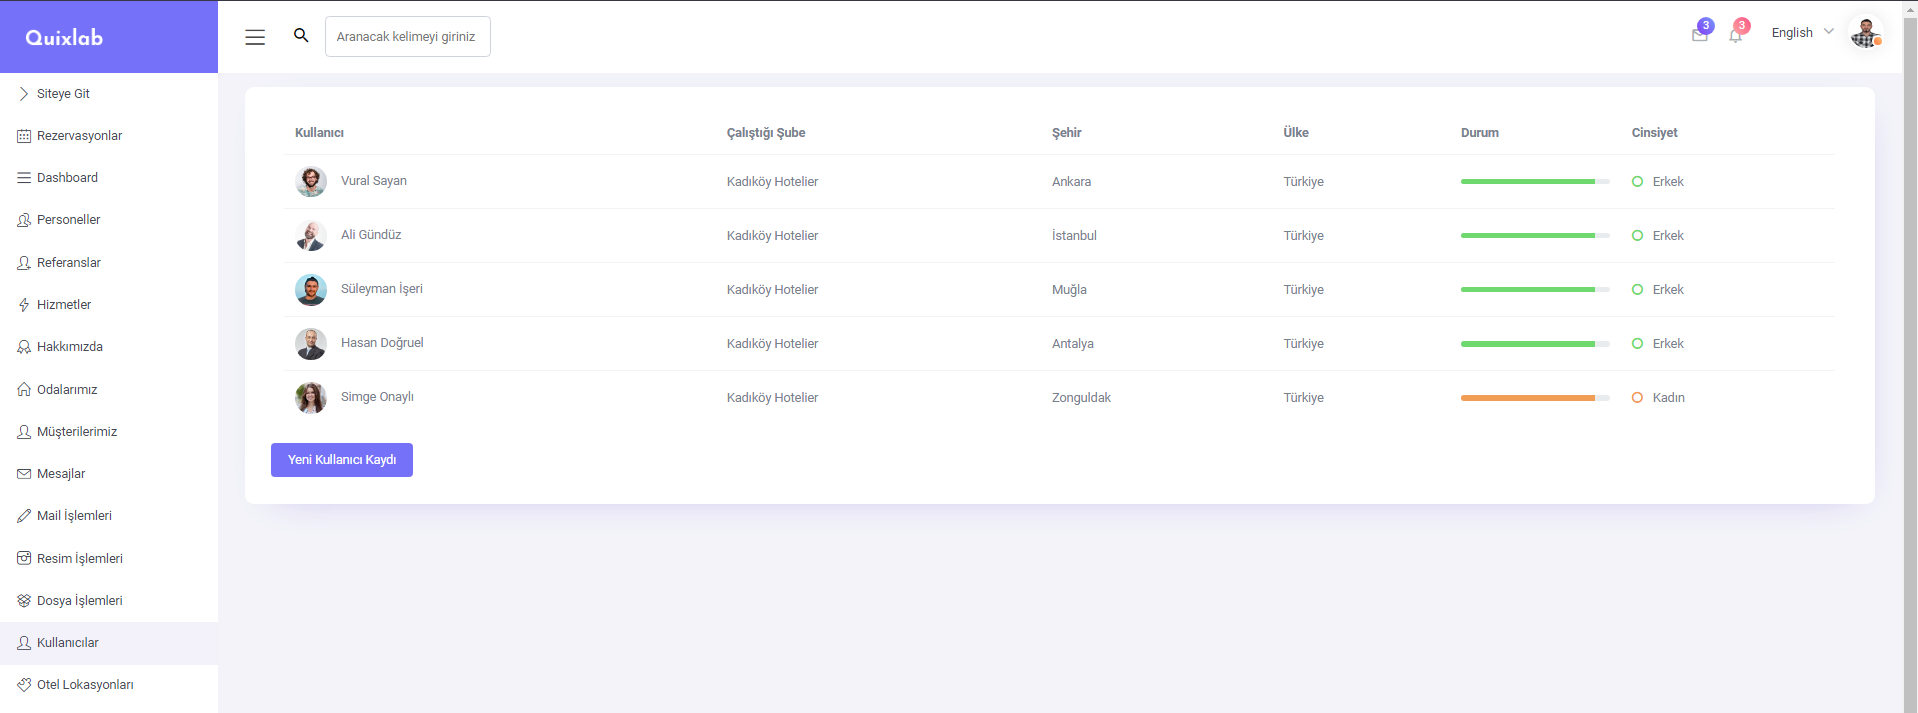 Quixlab
Aranacak kelimeyi giriniz
3
3
English
Siteye Git
Rezervasyonlar
Dashboard
Personeller
Referanslar
Hizmetler
Hakkımızda
Odalarımız
Müşterilerimiz
Mesajlar
Mail İşlemleri
Resim İşlemleri
Dosya İşlemleri
Kullanıcılar
Otel Lokasyonları
Kullanıcı Çalıştığı Şube Şehir Ülke Durum Cinsiyet
Vural Sayan Kadıköy Hotelier Ankara Türkiye Erkek
Ali Gündüz Kadıköy Hotelier İstanbul Türkiye Erkek
Süleyman İşeri Kadıköy Hotelier Muğla Türkiye Erkek
Hasan Doğruel Kadıköy Hotelier Antalya Türkiye Erkek
Simge Onaylı Kadıköy Hotelier Zonguldak Türkiye Kadın
Yeni Kullanıcı Kaydı